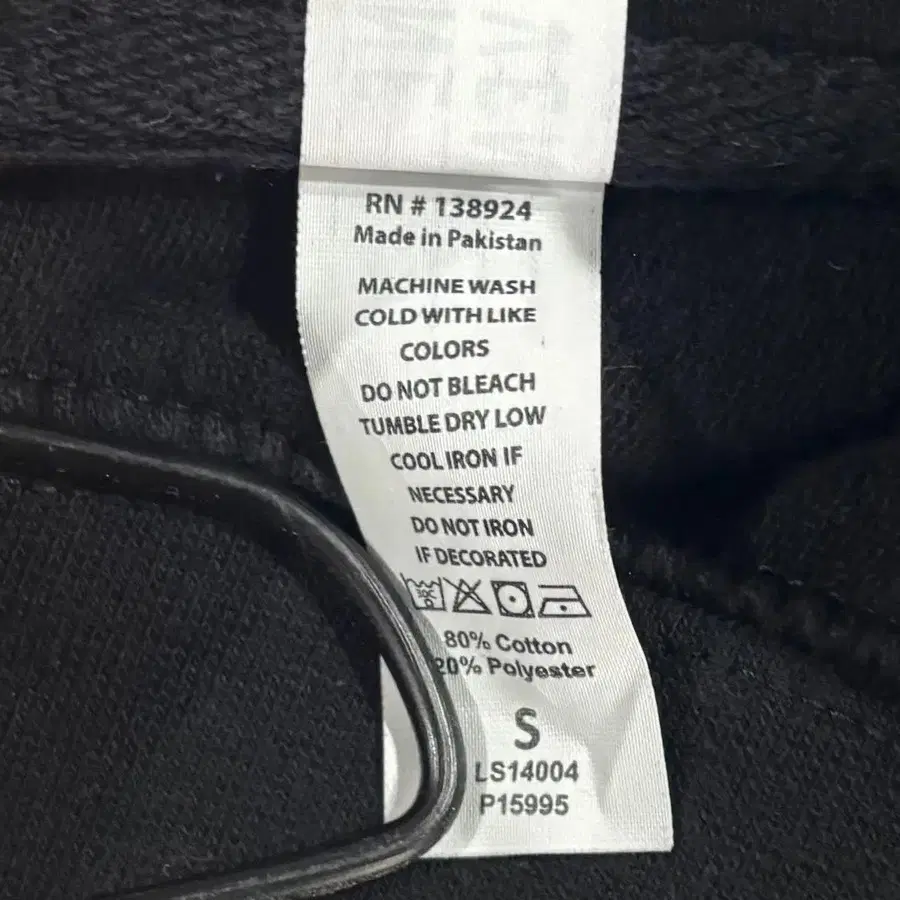 RN # 138924
Made in Pakistan
MACHINE WASH
COLD WITH LIKE
COLORS
DO NOT BLEACH
TUMBLE DRY LOW
COOL IRON IF
NECESSARY
DO NOT IRON
IF DECORATED
80% Cotton
20% Polyester
S
LS14004
P15995